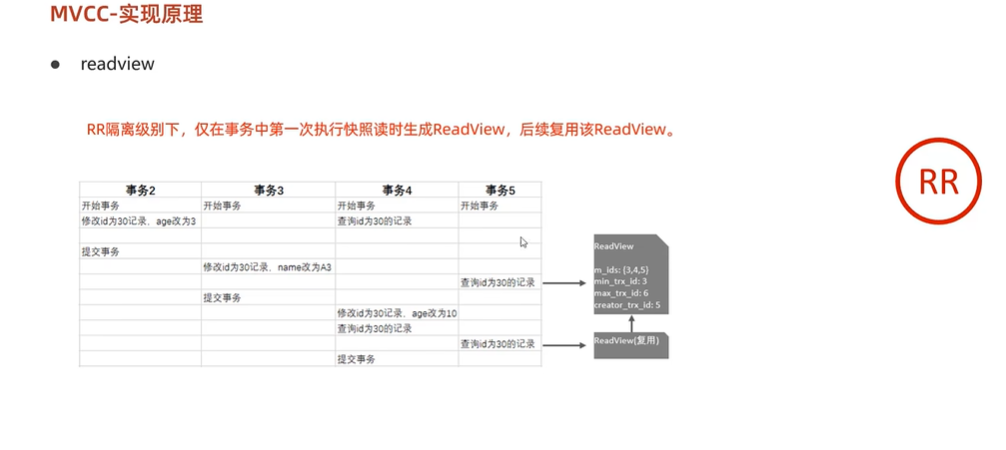 MVCC-实现原理
● readview
RR隔离级别下，仅在事务中第一次执行快照读时生成ReadView，后续复用该ReadView。
RR
事务2 事务3 事务4 事务5
开始事务 开始事务 开始事务 开始事务
修改id为30记录、age改为3 查询id为30的记录
提交事务
修改id为30记录、name改为A3
查询id为30的记录
提交事务
修改id为30记录、age改为10
查询id为30的记录
查询id为30的记录
提交事务
ReadView
m_ids: {3,4,5}
min_trx_id: 3
max_trx_id: 6
creator_trx_id: 5
ReadView(复用)